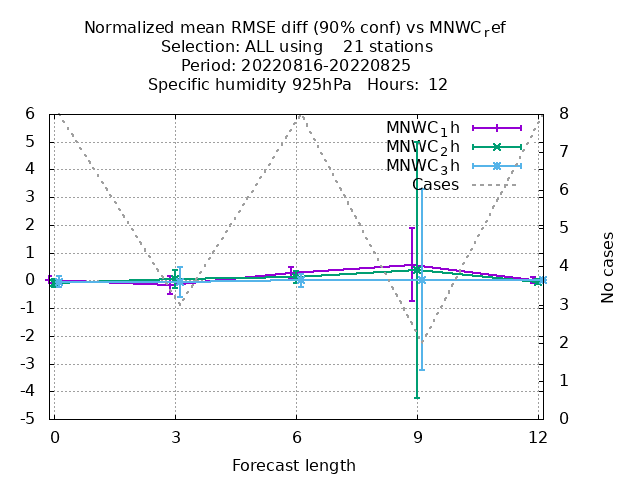 Normalized mean RMSE diff (90% conf) vs MNWC_ref
Selection: ALL using 21 stations
Period: 20220816-20220825
Specific humidity 925hPa Hours: 12
6
5
4
3
2
1
0
-1
-2
-3
-4
-5
8
7
6
5
4
3
2
1
0
MNWC_1h
MNWC_2h
MNWC_3h
Cases
No cases
0 3 6 9 12
Forecast length